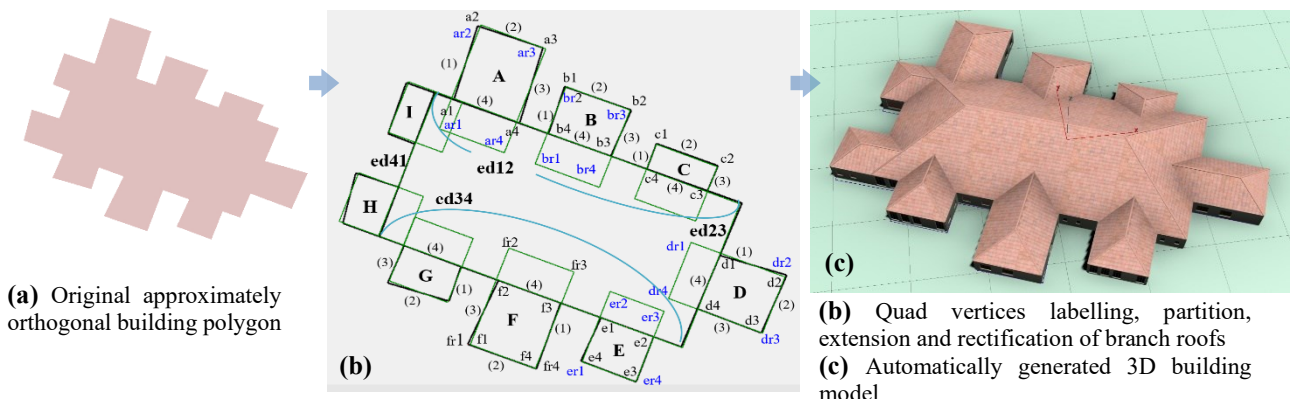 a2
(2)
ar2
a3
ar3
(1)
A
(3)
(4)
a1
ar1
ar4
a4
b1
(2)
br2
b2
br3
(1)
B
b4
(4)
b3
(3)
br1
br4
c1
(2)
(1)
C
c2
c4
(4)
c3
(3)
I
ed41
ed12
H
ed34
ed23
dr1
(1)
d1
dr2
d2
(4)
D
(2)
dr4
d4
(3)
d3
dr3
(4)
(3)
G
(2)
(1)
fr2
fr3
f2
(4)
f3
(3)
F
(1)
fr1
f1
f4
fr4
(2)
er2
er3
e1
e2
E
e4
e3
er1
er4
(b)
(c)
(a) Original approximately
orthogonal building polygon
(b) Quad vertices labelling, partition,
extension and rectification of branch roofs
(c) Automatically generated 3D building
model